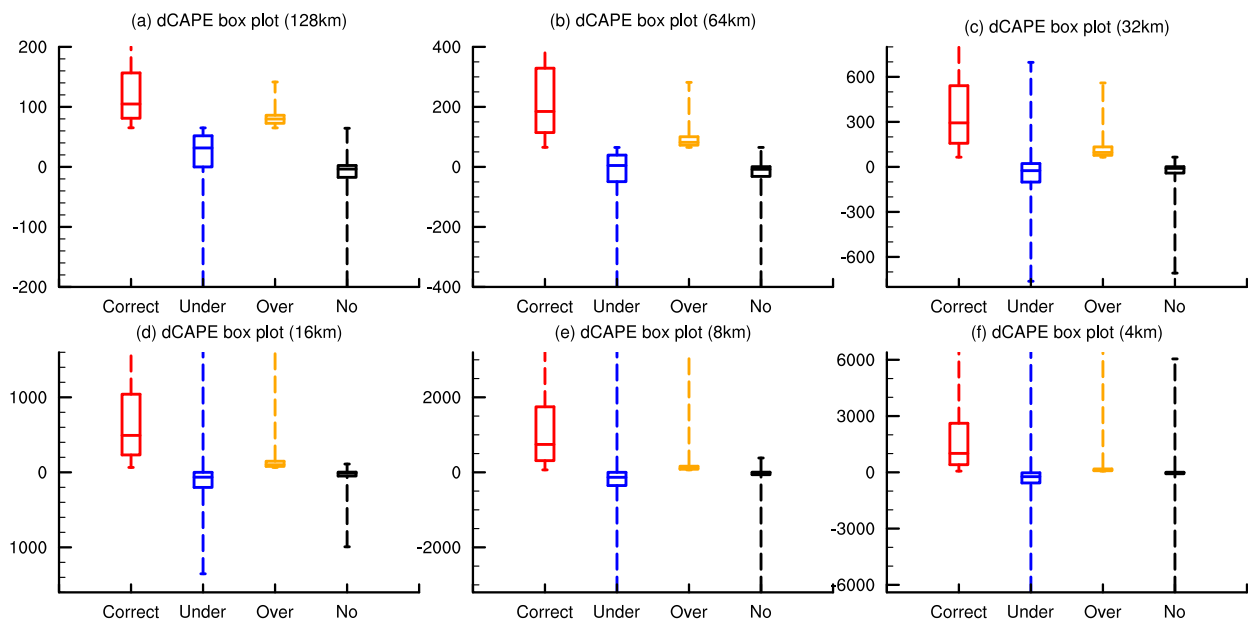 (a) dCAPE box plot (128km)
200
100
0
-100
-200
Correct Under Over No
(b) dCAPE box plot (64km)
400
200
0
-200
-400
Correct Under Over No
(c) dCAPE box plot (32km)
600
300
0
-300
-600
Correct Under Over No
(d) dCAPE box plot (16km)
1000
0
1000
Correct Under Over No
(e) dCAPE box plot (8km)
2000
0
-2000
Correct Under Over No
(f) dCAPE box plot (4km)
6000
3000
0
-3000
-6000
Correct Under Over No